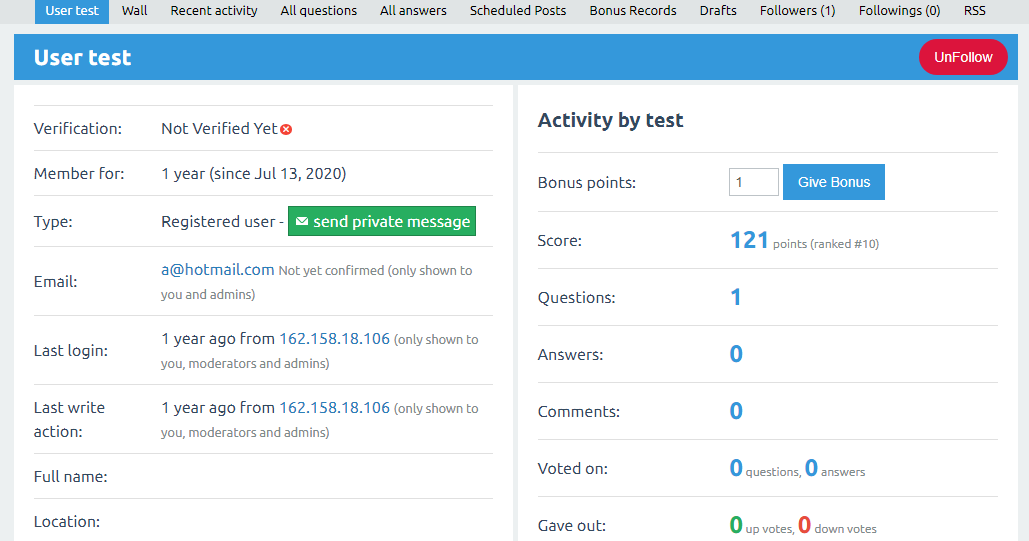 User test Wall Recent activity All questions All answers Scheduled Posts Bonus Records Drafts Followers (1) Followings (0) RSS
User test
UnFollow
Verification: Not Verified Yet
Member for: 1 year (since Jul 13, 2020)
Type: Registered user - send private message
Email: a@hotmail.com Not yet confirmed (only shown to
you and admins)
Last login: 1 year ago from 162.158.18.106 (only shown to
you, moderators and admins)
Last write
action:
1 year ago from 162.158.18.106 (only shown to
you, moderators and admins)
Full name:
Location:
Activity by test
Bonus points: 1 Give Bonus
Score: 121 points (ranked #10)
Questions: 1
Answers: 0
Comments: 0
Voted on: 0 questions, 0 answers
Gave out: 0 up votes, 0 down votes